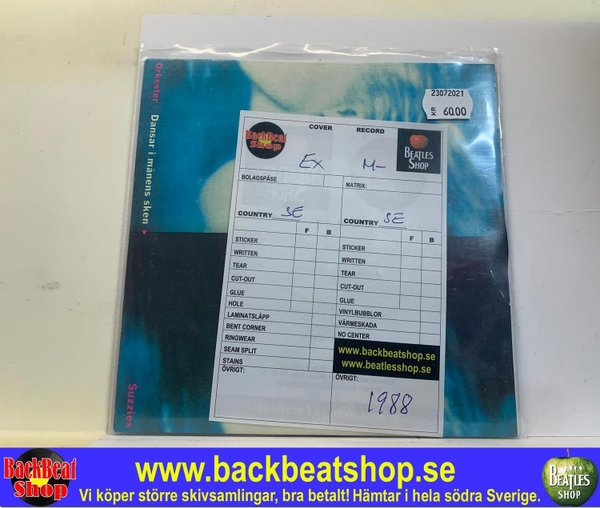 Orkester Dansar i månens sken
Suzzies
23072021
KR 60.00
COVER RECORD
BackBeat Shop
BEATLES SHOP
Ex M-
BOLAGSPÅSE MATRIX:
COUNTRY SE COUNTRY SE
F B F B
STICKER STICKER
WRITTEN WRITTEN
TEAR TEAR
CUT-OUT CUT-OUT
GLUE GLUE
HOLE VINYLBUBBLOR
LAMINATSLÄPP VÄRMESKADA
BENT CORNER NO CENTER
RINGWEAR
SEAM SPLIT
STAINS
www.backbeatshop.se
www.beatlesshop.se
ÖVRIGT: ÖVRIGT:
1988
BackBeat Shop
www.backbeatshop.se
Vi köper större skivsamlingar, bra betalt! Hämtar i hela södra Sverige.
BEATLES SHOP